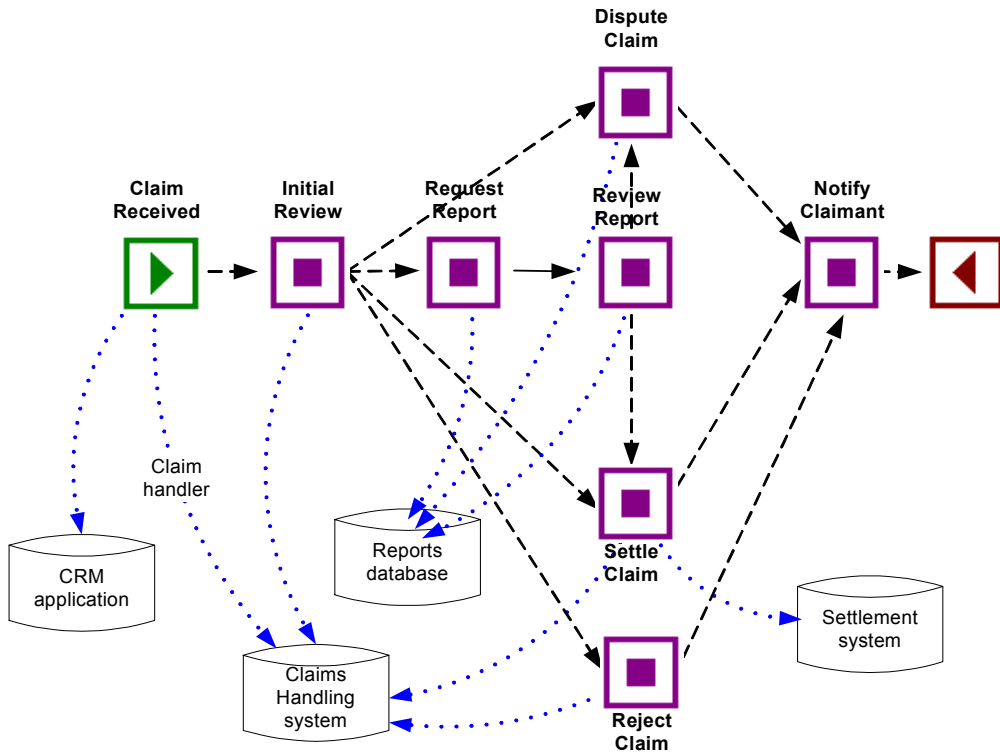 Dispute
Claim
Claim
Received
Initial
Review
Request
Report
Review
Report
Notify
Claimant
Claim
handler
CRM
application
Reports
database
Settle
Claim
Settlement
system
Claims
Handling
system
Reject
Claim